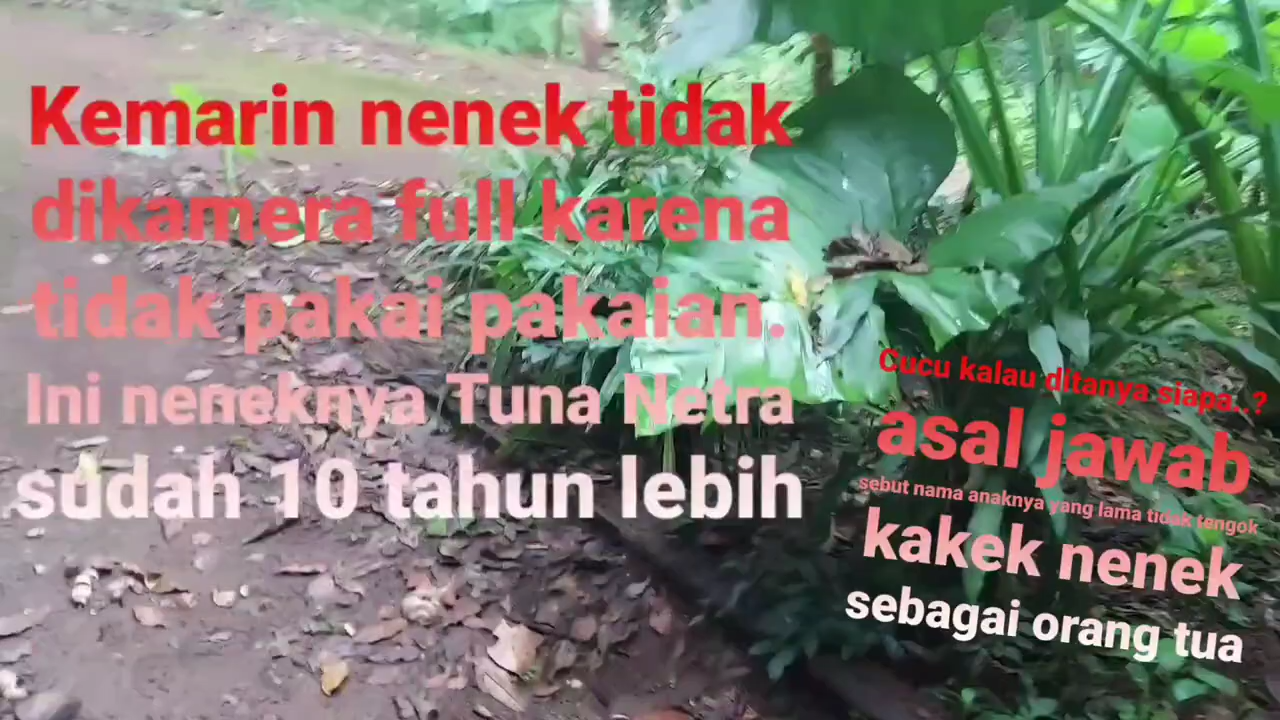 Kemarin nenek tidak
dikamera full karena
tidak pakai pakaian.
Ini neneknya Tuna Netra
sudah 10 tahun lebih
Cucu kalau ditanya siapa..?
asal jawab
sebut nama anaknya yang lama tidak tengok
kakek nenek
sebagai orang tua